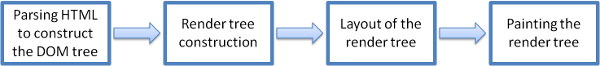 Parsing HTML
to construct
the DOM tree
Render tree
construction
Layout of the
render tree
Painting the
render tree